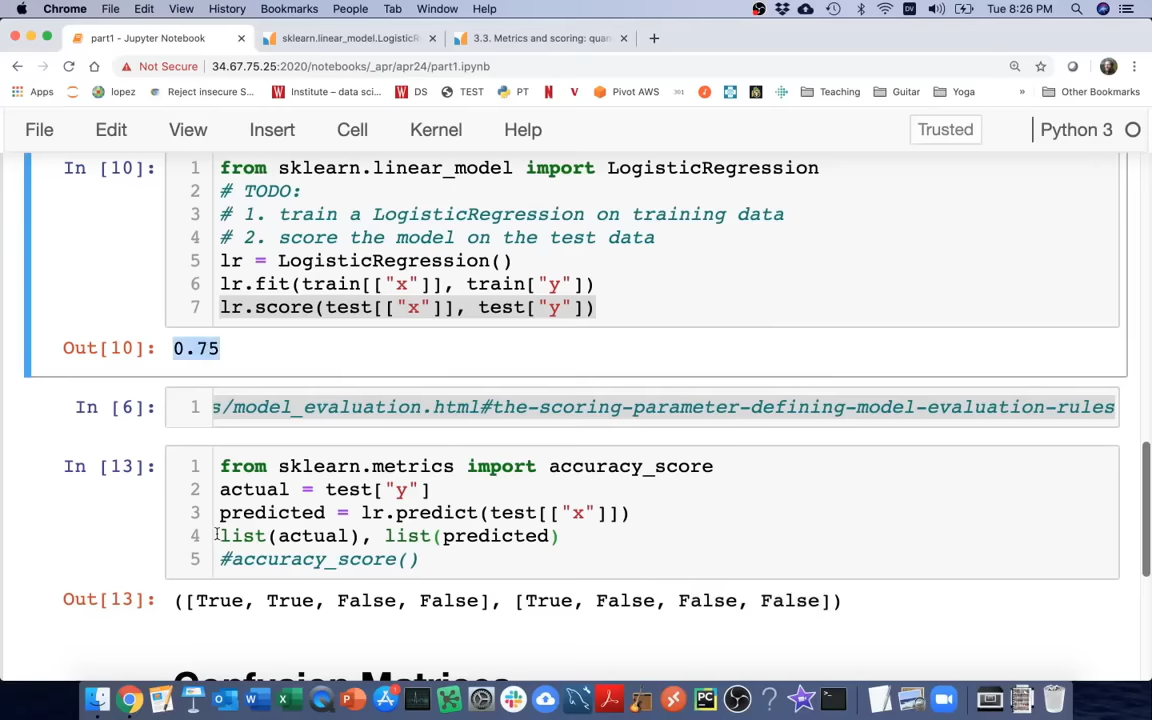 Chrome File Edit View History Bookmarks People Tab Window Help Tue 8:26 PM
part1 - Jupyter Notebook sklearn.linear_model.LogisticR 3.3. Metrics and scoring: quan
Not Secure 34.67.75.25:2020/notebooks/_apr/apr24/part1.ipynb
Apps lopez Reject insecure S... Institute – data sci... DS TEST PT Pivot AWS Teaching Guitar Yoga » Other Bookmarks
File Edit View Insert Cell Kernel Help Trusted Python 3
In [10]: 1 from sklearn.linear_model import LogisticRegression
2 # TODO:
3 # 1. train a LogisticRegression on training data
4 # 2. score the model on the test data
5 lr = LogisticRegression()
6 lr.fit(train[["x"]], train["y"])
7 lr.score(test[["x"]], test["y"])
Out[10]: 0.75
In [6]: 1 s/model_evaluation.html#the-scoring-parameter-defining-model-evaluation-rules
In [13]: 1 from sklearn.metrics import accuracy_score
2 actual = test["y"]
3 predicted = lr.predict(test[["x"]])
4 list(actual), list(predicted)
5 #accuracy_score()
Out[13]: ([True, True, False, False], [True, False, False, False])
Confusion Matrices